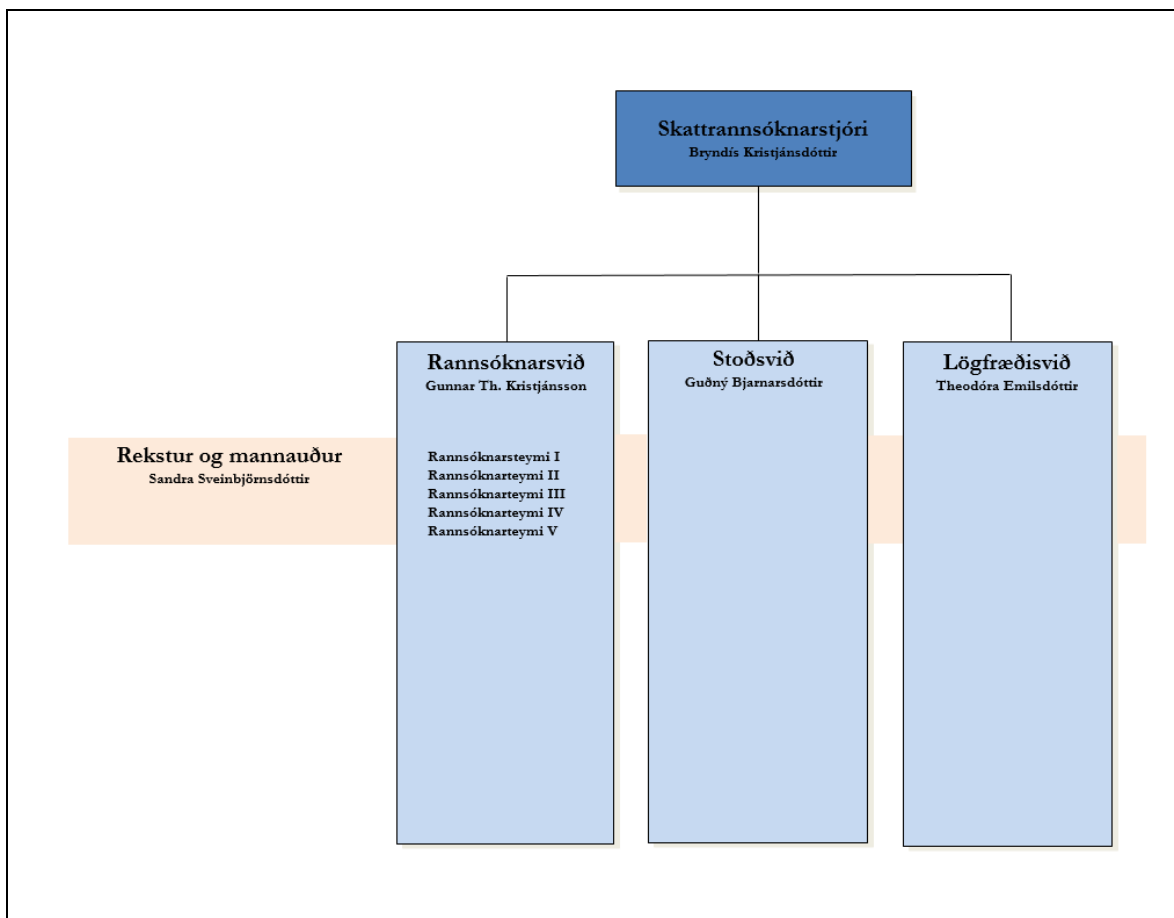 Skattrannsóknarstjóri
Bryndís Kristjánsdóttir
Rannsóknarsvið
Gunnar Th. Kristjánsson
Stoðsvið
Guðný Bjarnarsdóttir
Lögfræðisvið
Theodóra Emilsdóttir
Rekstur og mannauður
Sandra Sveinbjörnsdóttir
Rannsóknarsteymi I
Rannsóknarteymi II
Rannsóknarteymi III
Rannsóknarteymi IV
Rannsóknarteymi V